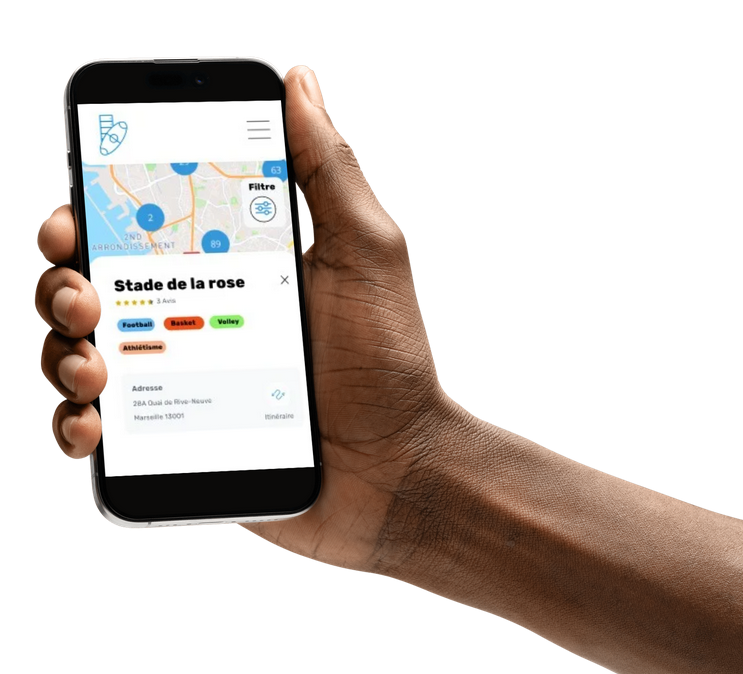 63
Filtre
2
2ND
ARRONDISSEMENT
89
Stade de la rose
3 Avis
Football Basket Volley
Athlétisme
Adresse
28A Quai de Rive-Neuve
Marseille 13001
Itinéraire